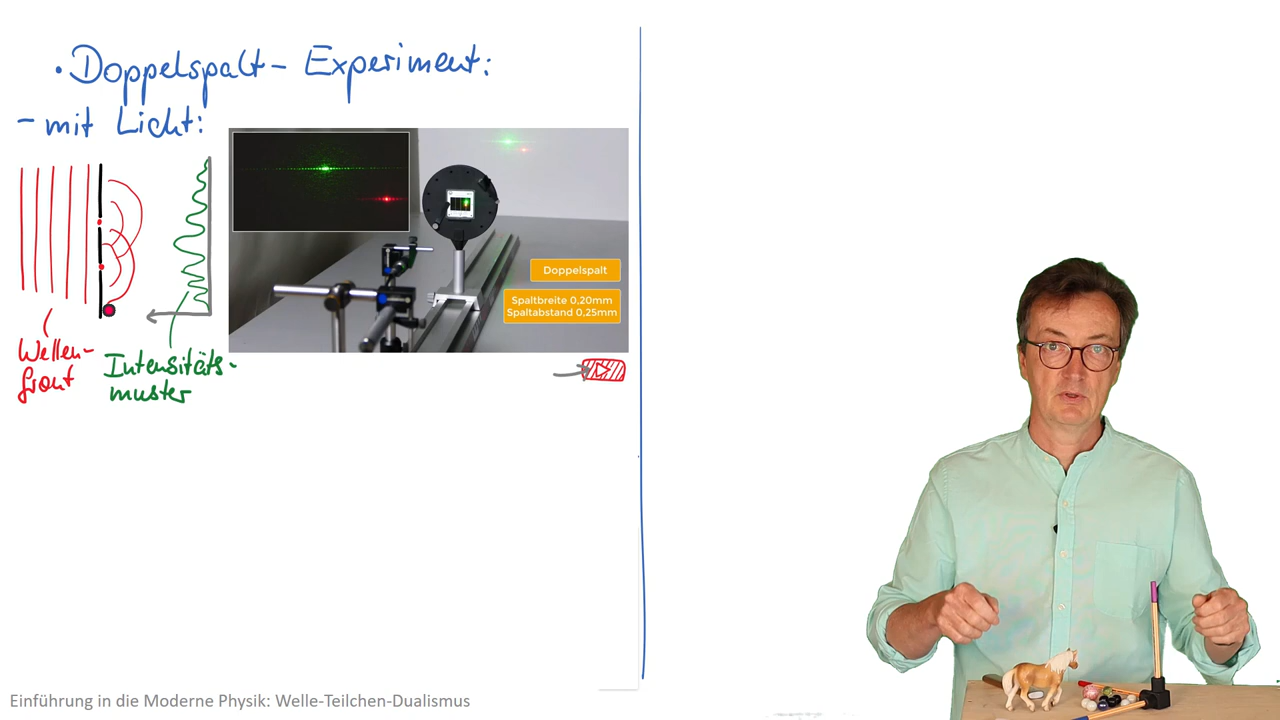 • Doppelspalt - Experiment:
- mit Licht:
Doppelspalt
Spaltbreite 0,20mm
Spaltabstand 0,25mm
Wellen-
front
Intensitäts-
muster
Einführung in die Moderne Physik: Welle-Teilchen-Dualismus